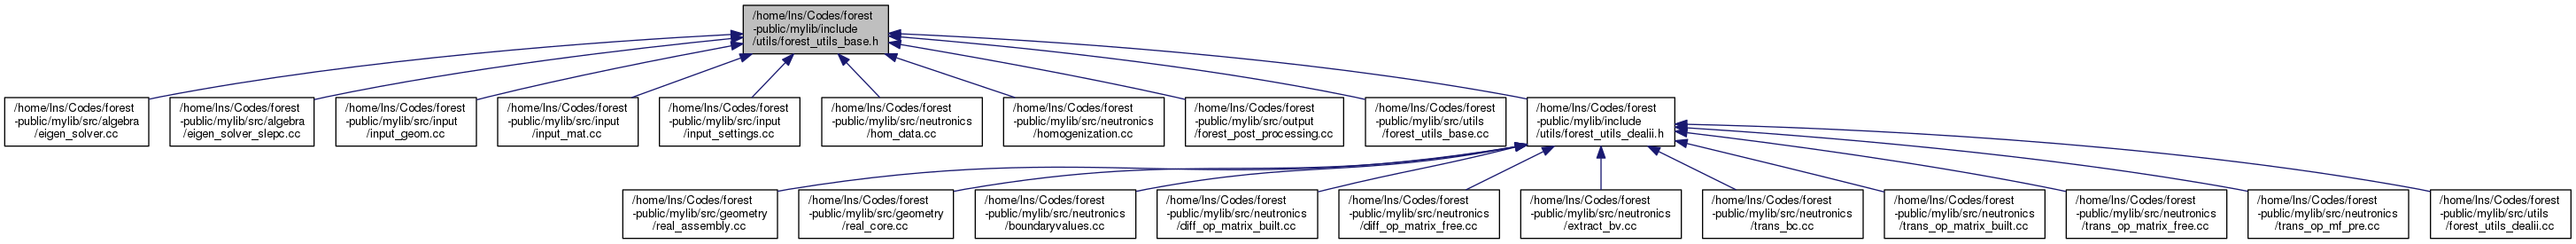 /home/lns/Codes/forest
-public/mylib/include
/utils/forest_utils_base.h
/home/lns/Codes/forest
-public/mylib/src/algebra
/eigen_solver.cc
/home/lns/Codes/forest
-public/mylib/src/algebra
/eigen_solver_slepc.cc
/home/lns/Codes/forest
-public/mylib/src/input
/input_geom.cc
/home/lns/Codes/forest
-public/mylib/src/input
/input_mat.cc
/home/lns/Codes/forest
-public/mylib/src/input
/input_settings.cc
/home/lns/Codes/forest
-public/mylib/src/neutronics
/hom_data.cc
/home/lns/Codes/forest
-public/mylib/src/neutronics
/homogenization.cc
/home/lns/Codes/forest
-public/mylib/src/output
/forest_post_processing.cc
/home/lns/Codes/forest
-public/mylib/src/utils
/forest_utils_base.cc
/home/lns/Codes/forest
-public/mylib/include
/utils/forest_utils_dealii.h
/home/lns/Codes/forest
-public/mylib/src/geometry
/real_assembly.cc
/home/lns/Codes/forest
-public/mylib/src/geometry
/real_core.cc
/home/lns/Codes/forest
-public/mylib/src/neutronics
/boundaryvalues.cc
/home/lns/Codes/forest
-public/mylib/src/neutronics
/diff_op_matrix_built.cc
/home/lns/Codes/forest
-public/mylib/src/neutronics
/diff_op_matrix_free.cc
/home/lns/Codes/forest
-public/mylib/src/neutronics
/extract_bv.cc
/home/lns/Codes/forest
-public/mylib/src/neutronics
/trans_bc.cc
/home/lns/Codes/forest
-public/mylib/src/neutronics
/trans_op_matrix_built.cc
/home/lns/Codes/forest
-public/mylib/src/neutronics
/trans_op_matrix_free.cc
/home/lns/Codes/forest
-public/mylib/src/neutronics
/trans_op_mf_pre.cc
/home/lns/Codes/forest
-public/mylib/src/utils
/forest_utils_dealii.cc